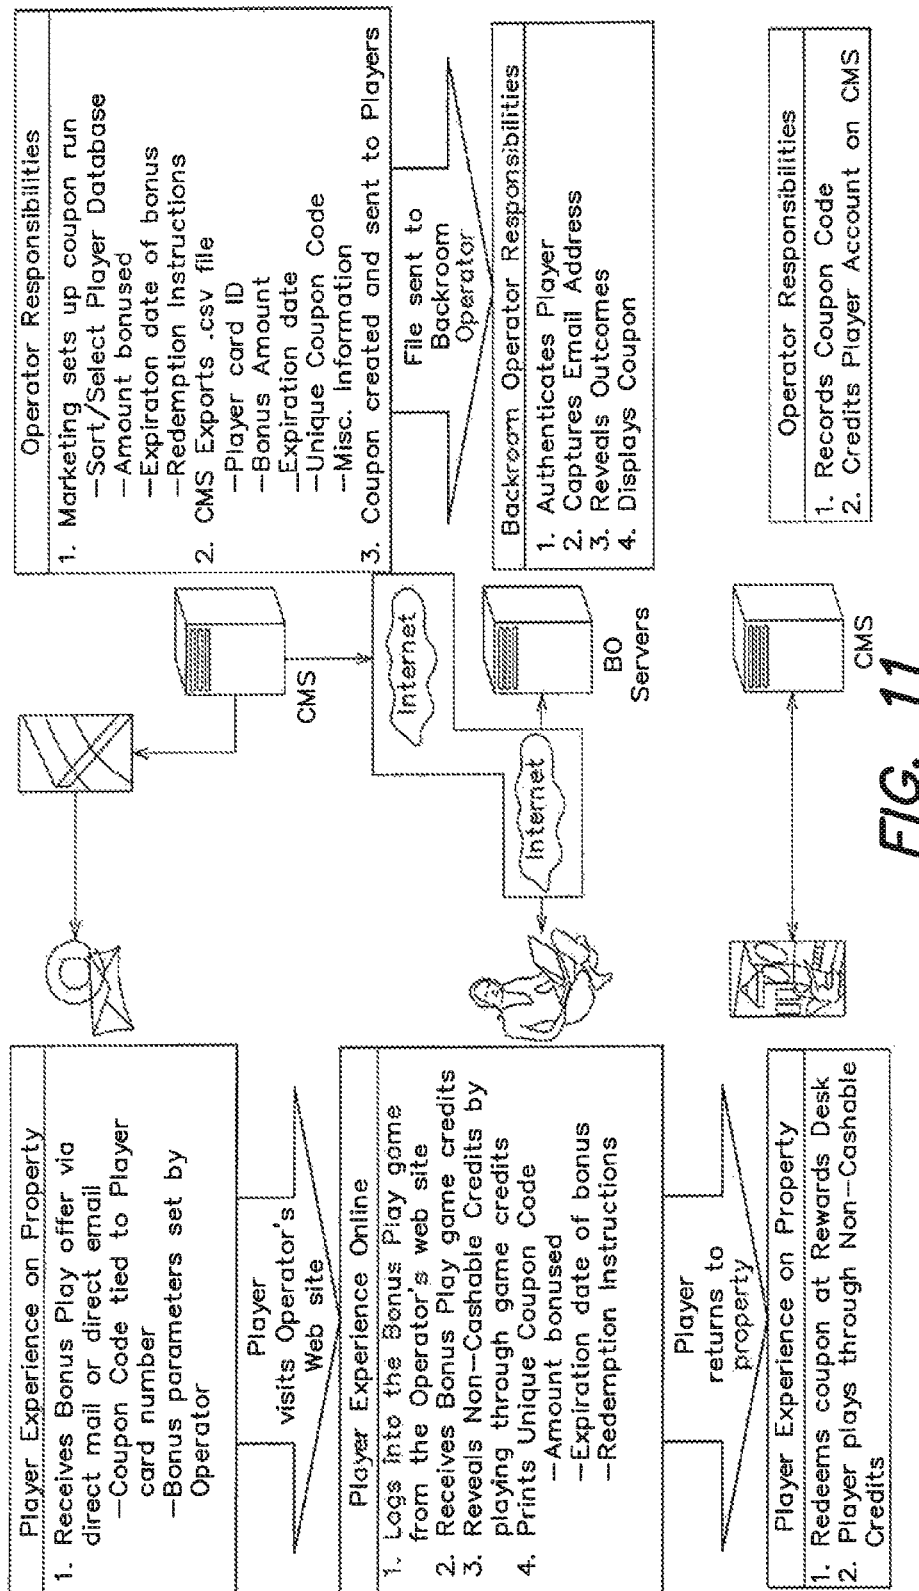 Player Experience on Property
1. Receives Bonus Play offer via
direct mail or direct email
--Coupon Code tied to Player
card number
--Bonus parameters set by
Operator
Player
visits Operator's
Web site
Player Experience Online
1. Logs into the Bonus Play game
from the Operator's web site
2. Receives Bonus Play game credits
3. Reveals Non--Cashable Credits by
playing through game credits
4. Prints Unique Coupon Code
--Amount bonused
--Expiration date of bonus
--Redemption Instructions
Player
returns to
property
Player Experience on Property
1. Redeems coupon at Rewards Desk
2. Player plays through Non--Cashable
Credits
CMS
Internet
Internet
BO
Servers
CMS
Operator Responsibilities
1. Marketing sets up coupon run
--Sort/Select Player Database
--Amount bonused
--Expiraton date of bonus
--Redemption Instructions
2. CMS Exports .csv file
--Player card ID
--Bonus Amount
--Expiration date
--Unique Coupon Code
--Misc. Information
3. Coupon created and sent to Players
File sent to
Backroom
Operator
Backroom Operator Responsibilities
1. Authenticates Player
2. Captures Email Address
3. Reveals Outcomes
4. Displays Coupon
Operator Responsibilities
1. Records Coupon Code
2. Credits Player Account on CMS
FIG. 11